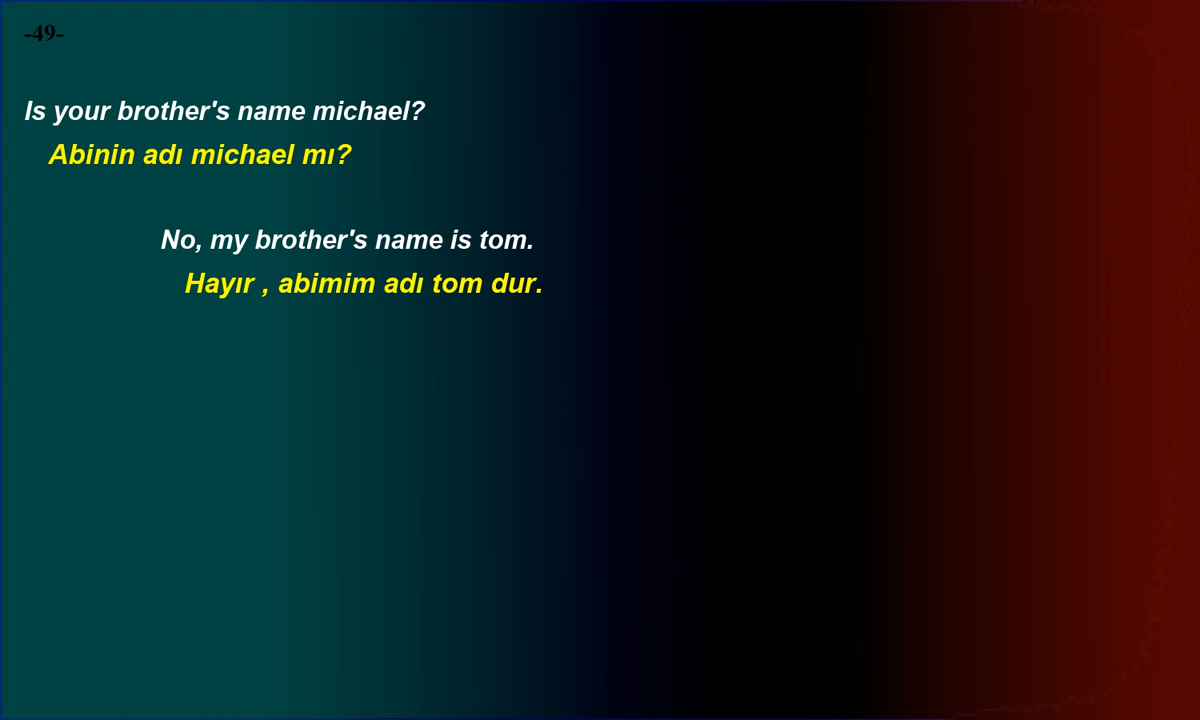 -49-
Is your brother's name michael?
Abinin adı michael mı?
No, my brother's name is tom.
Hayır , abimim adı tom dur.